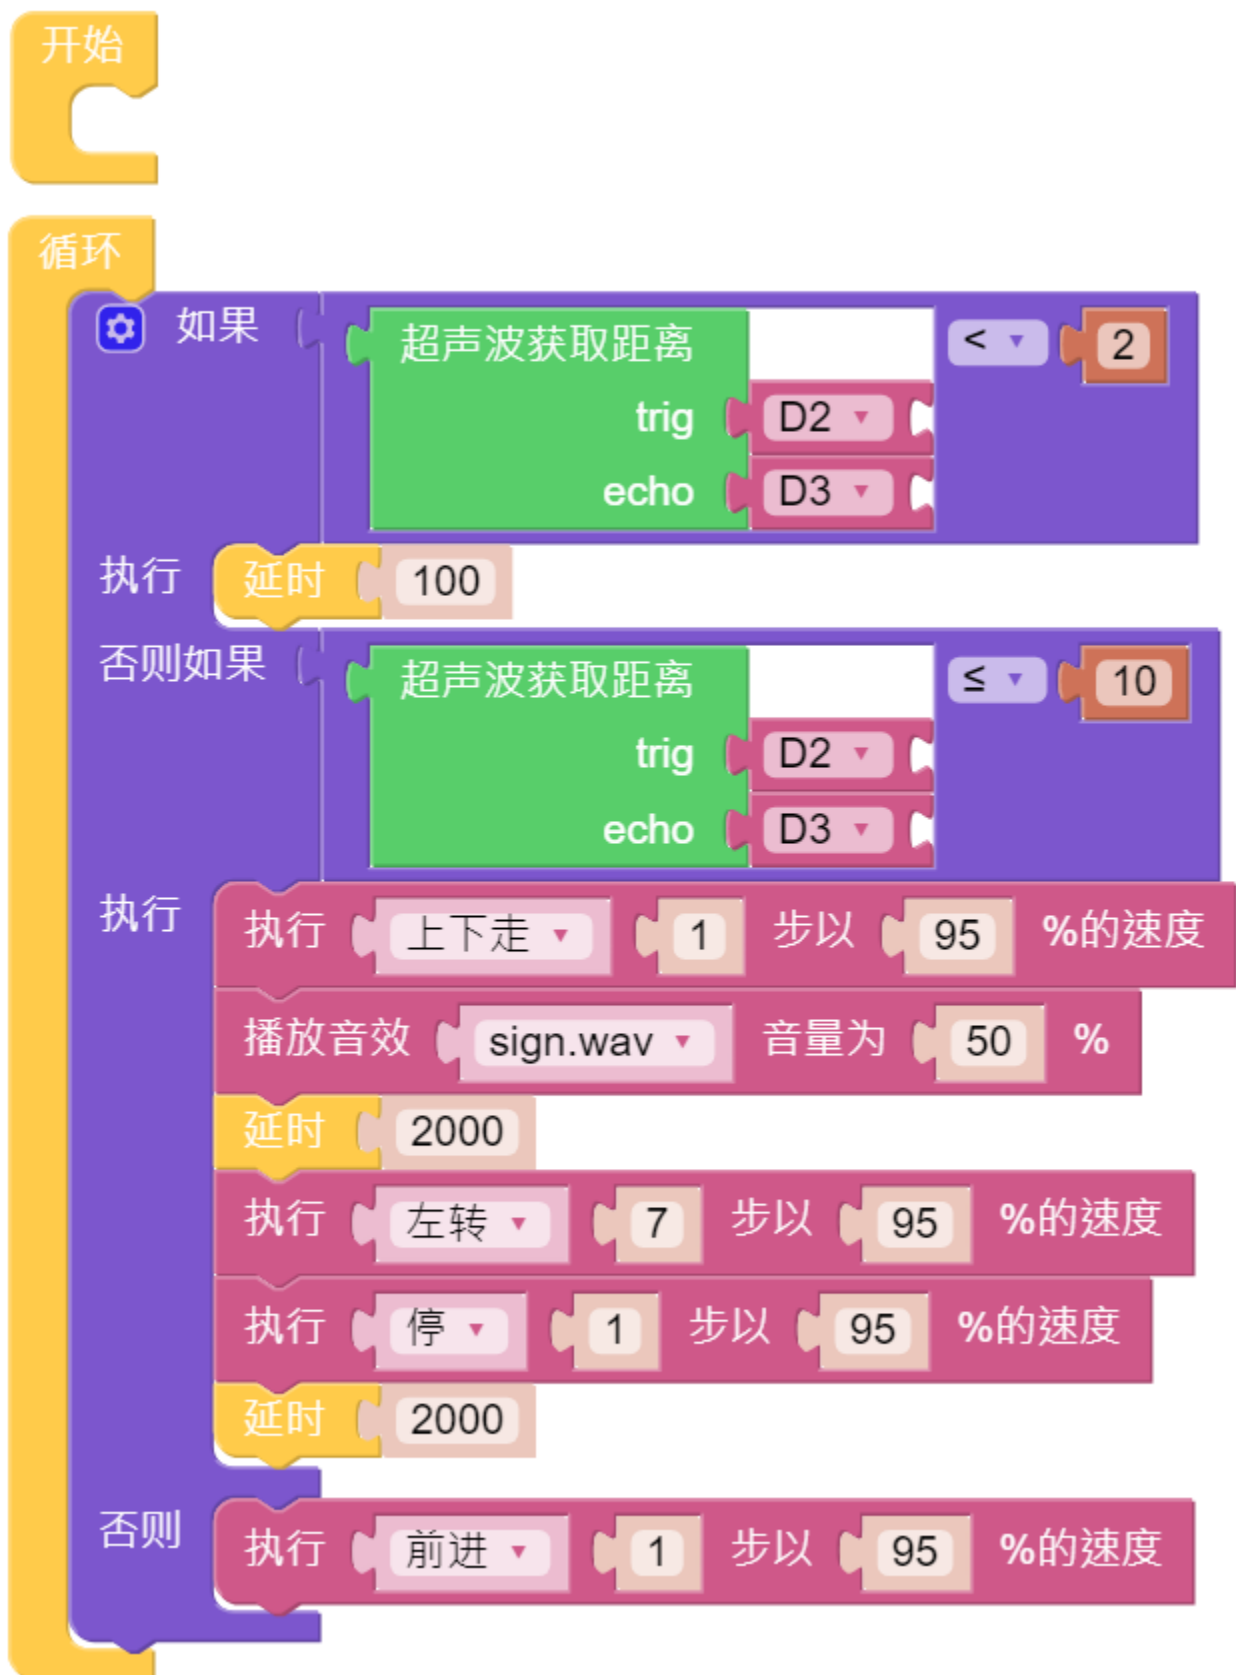 开始
循环
如果 超声波获取距离 < 2
trig D2
echo D3
执行 延时 100
否则如果 超声波获取距离 ≤ 10
trig D2
echo D3
执行 执行 上下走 1 步以 95 %的速度
播放音效 sign.wav 音量为 50 %
延时 2000
执行 左转 7 步以 95 %的速度
执行 停 1 步以 95 %的速度
延时 2000
否则 执行 前进 1 步以 95 %的速度